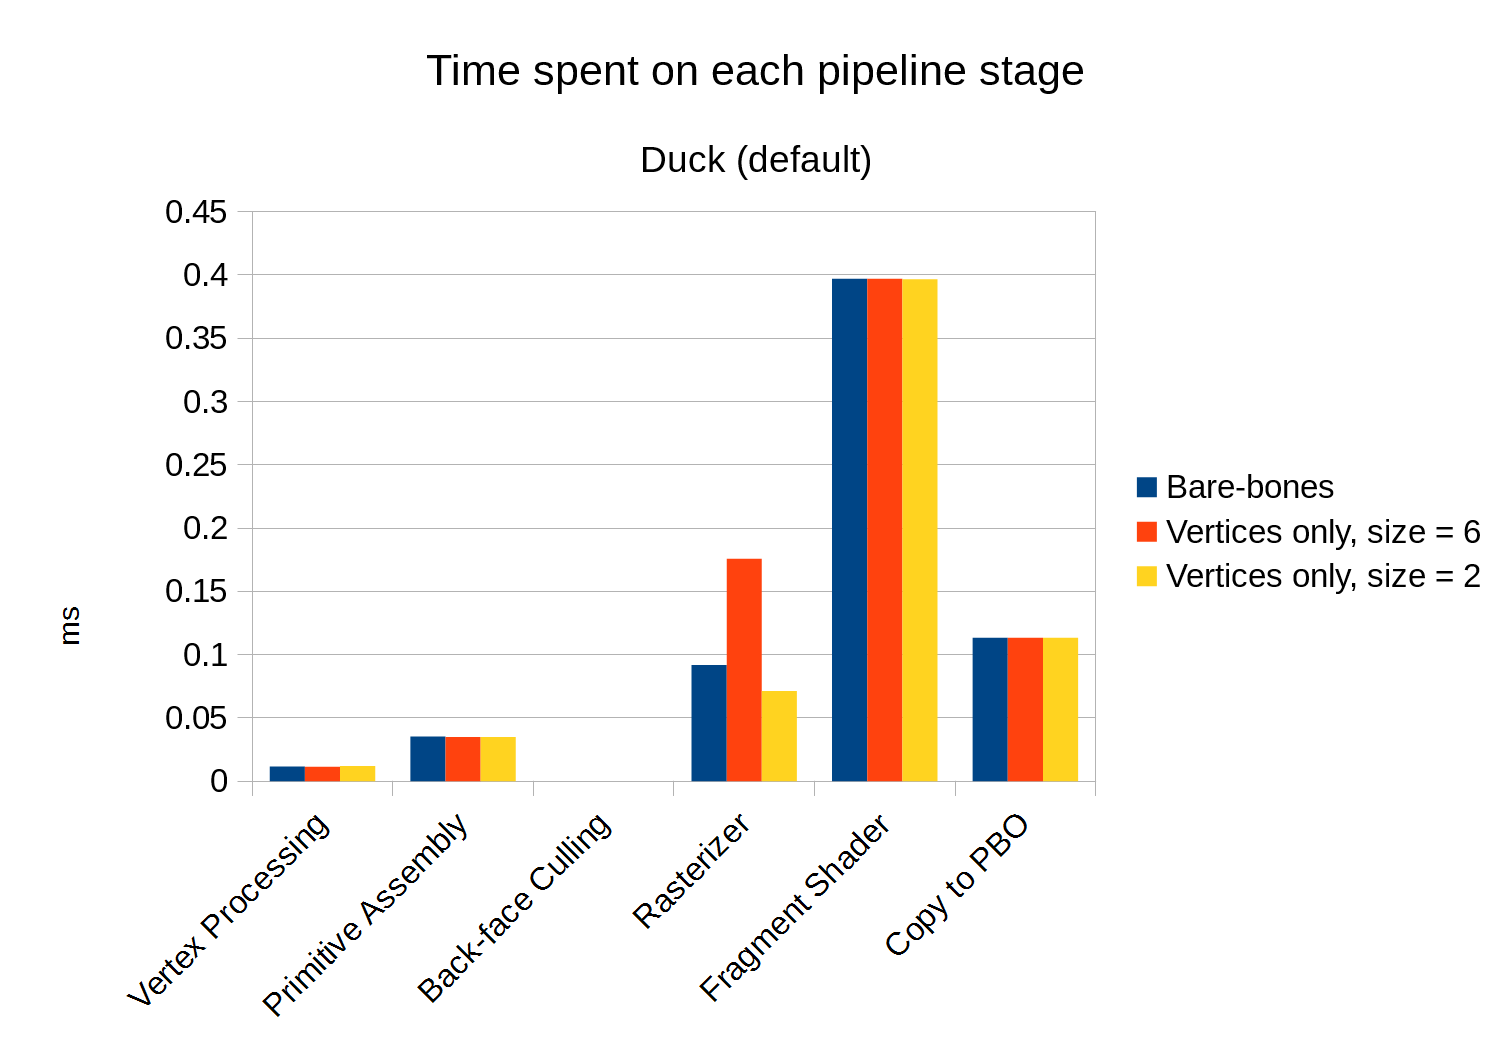 Time spent on each pipeline stage
Duck (default)
0.45
0.4
0.35
0.3
0.25
0.2
0.15
0.1
0.05
0
ms
Vertex Processing
Primitive Assembly
Back-face Culling
Rasterizer
Fragment Shader
Copy to PBO
Bare-bones
Vertices only, size = 6
Vertices only, size = 2